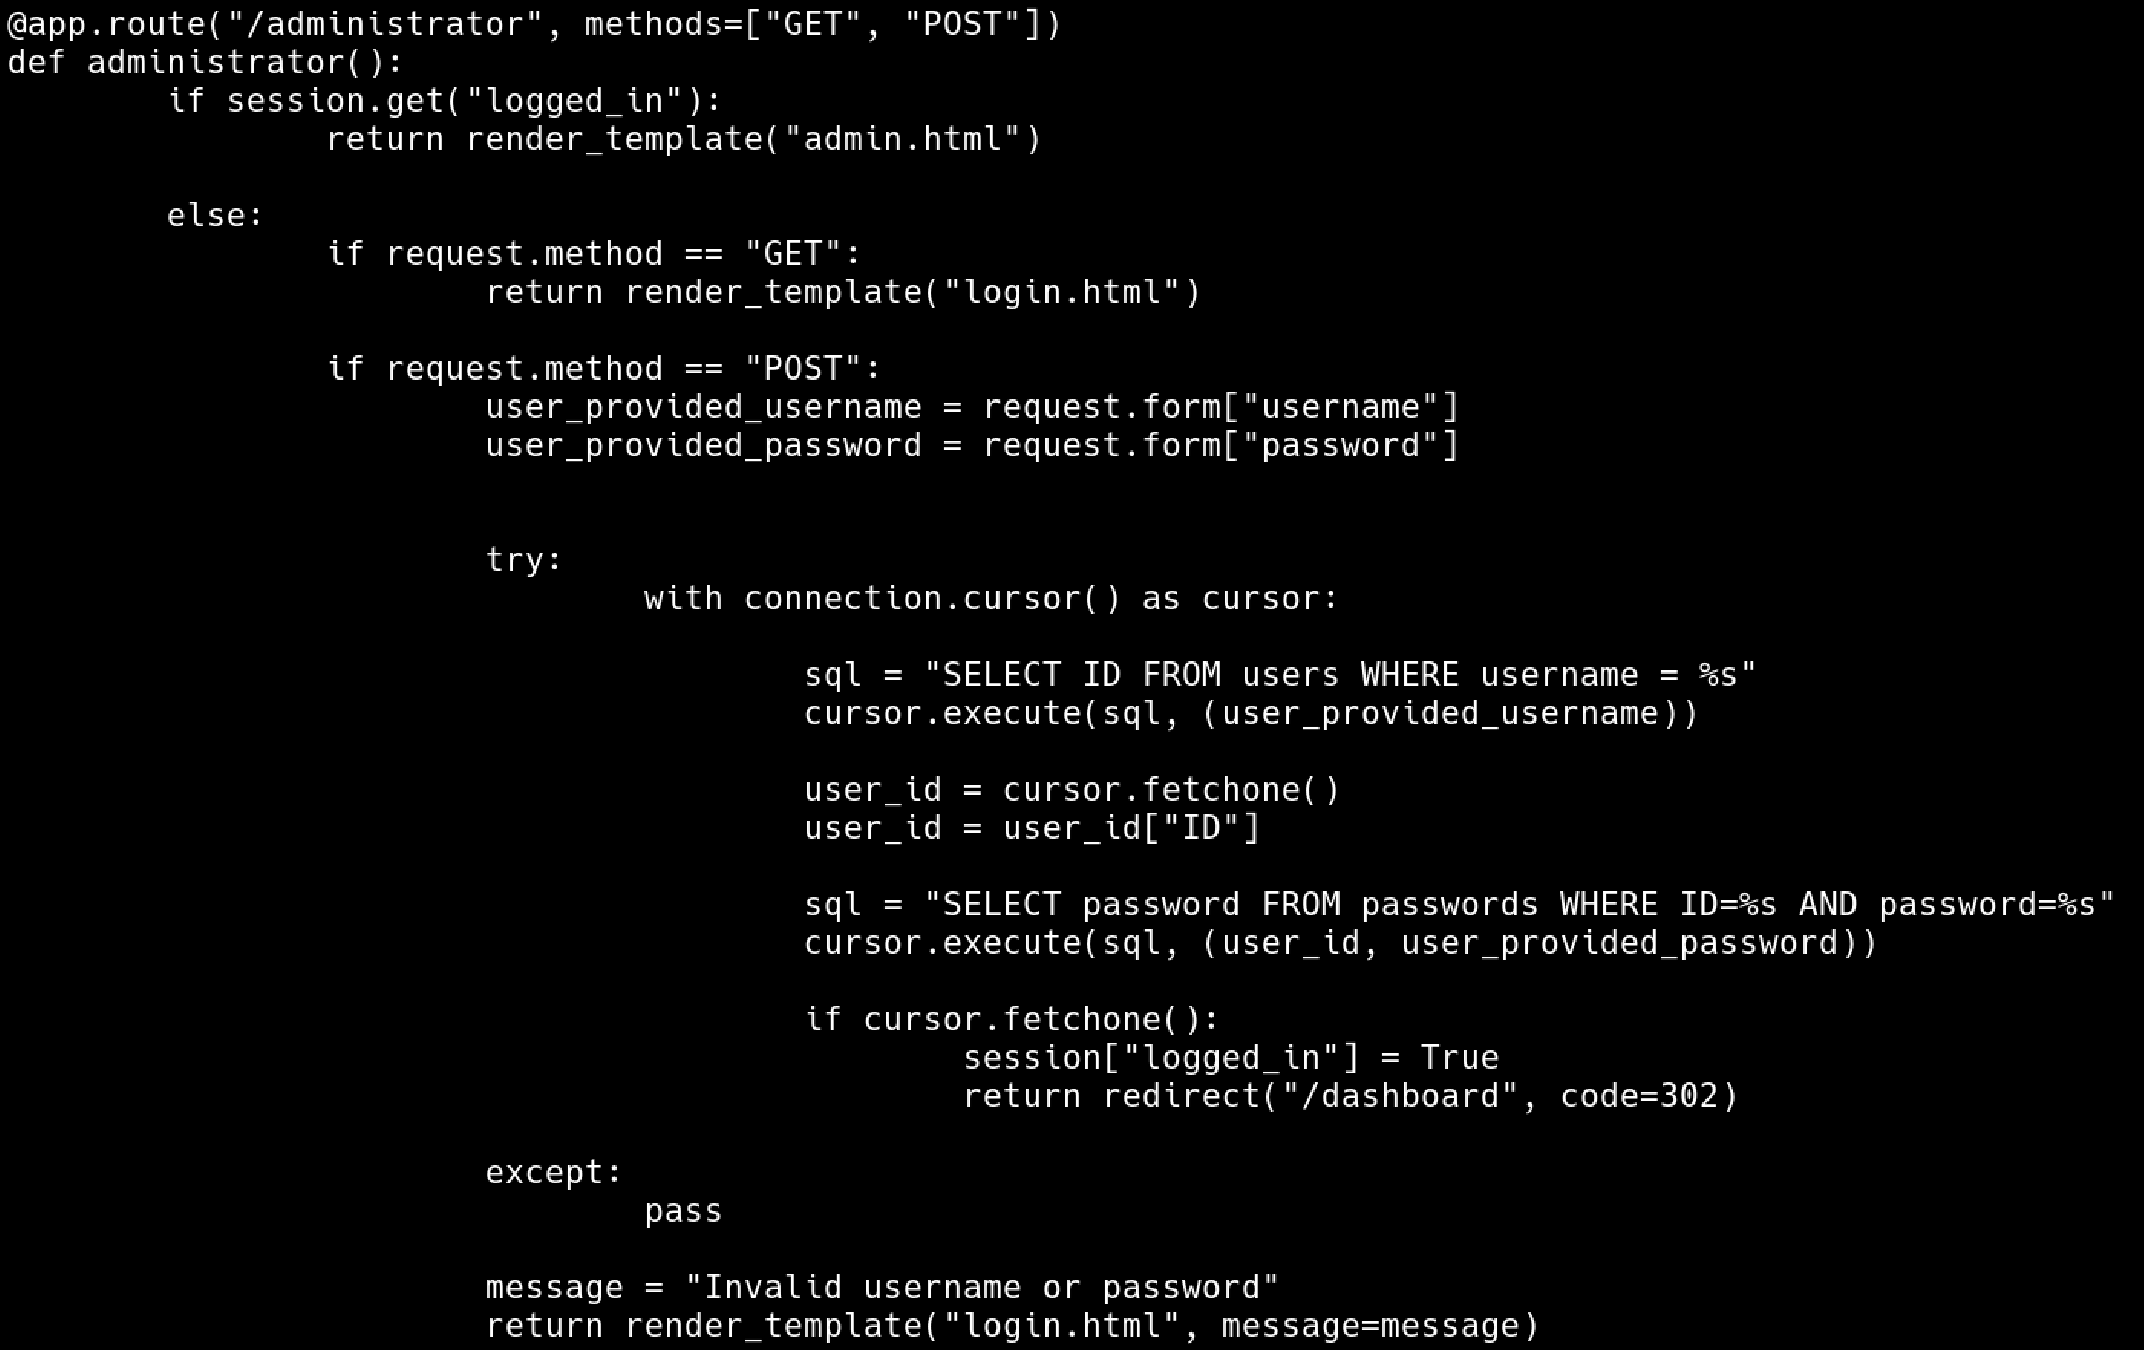 @app.route("/administrator", methods=["GET", "POST"])
def administrator():
        if session.get("logged_in"):
                return render_template("admin.html")

        else:
                if request.method == "GET":
                        return render_template("login.html")

                if request.method == "POST":
                        user_provided_username = request.form["username"]
                        user_provided_password = request.form["password"]


                        try:
                                with connection.cursor() as cursor:

                                        sql = "SELECT ID FROM users WHERE username = %s"
                                        cursor.execute(sql, (user_provided_username))

                                        user_id = cursor.fetchone()
                                        user_id = user_id["ID"]

                                        sql = "SELECT password FROM passwords WHERE ID=%s AND password=%s"
                                        cursor.execute(sql, (user_id, user_provided_password))

                                        if cursor.fetchone():
                                                session["logged_in"] = True
                                                return redirect("/dashboard", code=302)

                        except:
                                pass

                        message = "Invalid username or password"
                        return render_template("login.html", message=message)